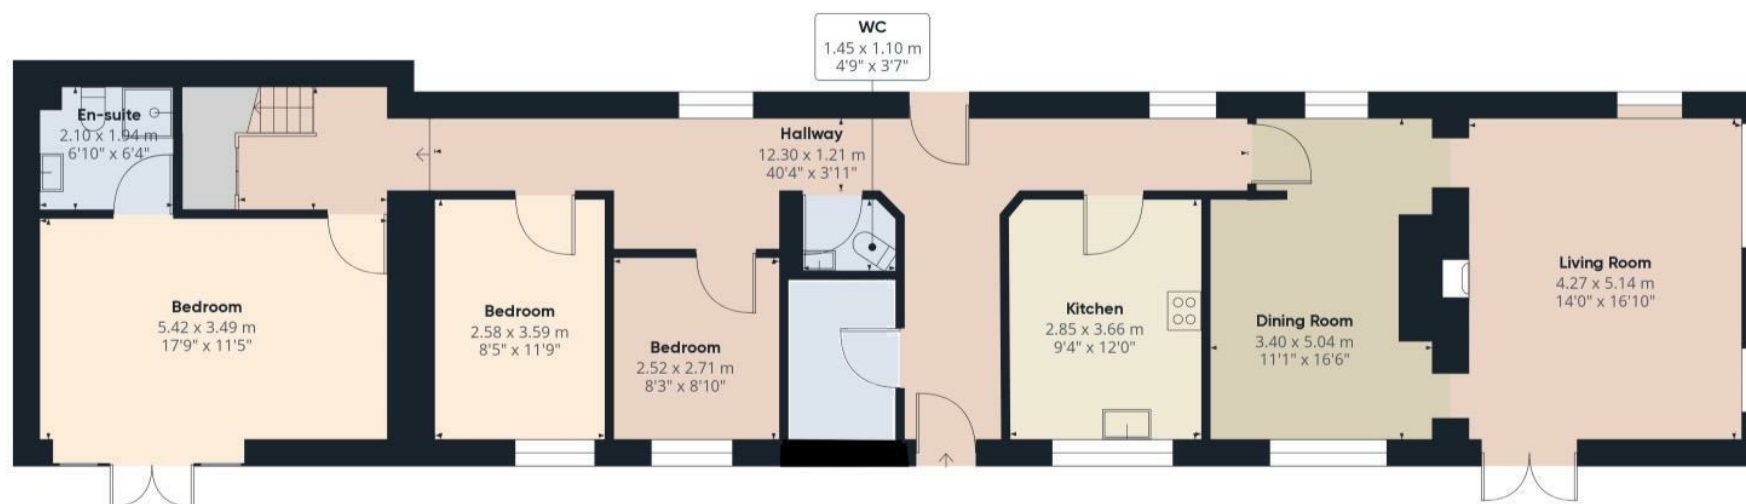 WC
1.45 x 1.10 m
4'9" x 3'7"
En-suite
2.10 x 1.94 m
6'10" x 6'4"
Hallway
12.30 x 1.21 m
40'4" x 3'11"
Bedroom
5.42 x 3.49 m
17'9" x 11'5"
Bedroom
2.58 x 3.59 m
8'5" x 11'9"
Bedroom
2.52 x 2.71 m
8'3" x 8'10"
Kitchen
2.85 x 3.66 m
9'4" x 12'0"
Dining Room
3.40 x 5.04 m
11'1" x 16'6"
Living Room
4.27 x 5.14 m
14'0" x 16'10"